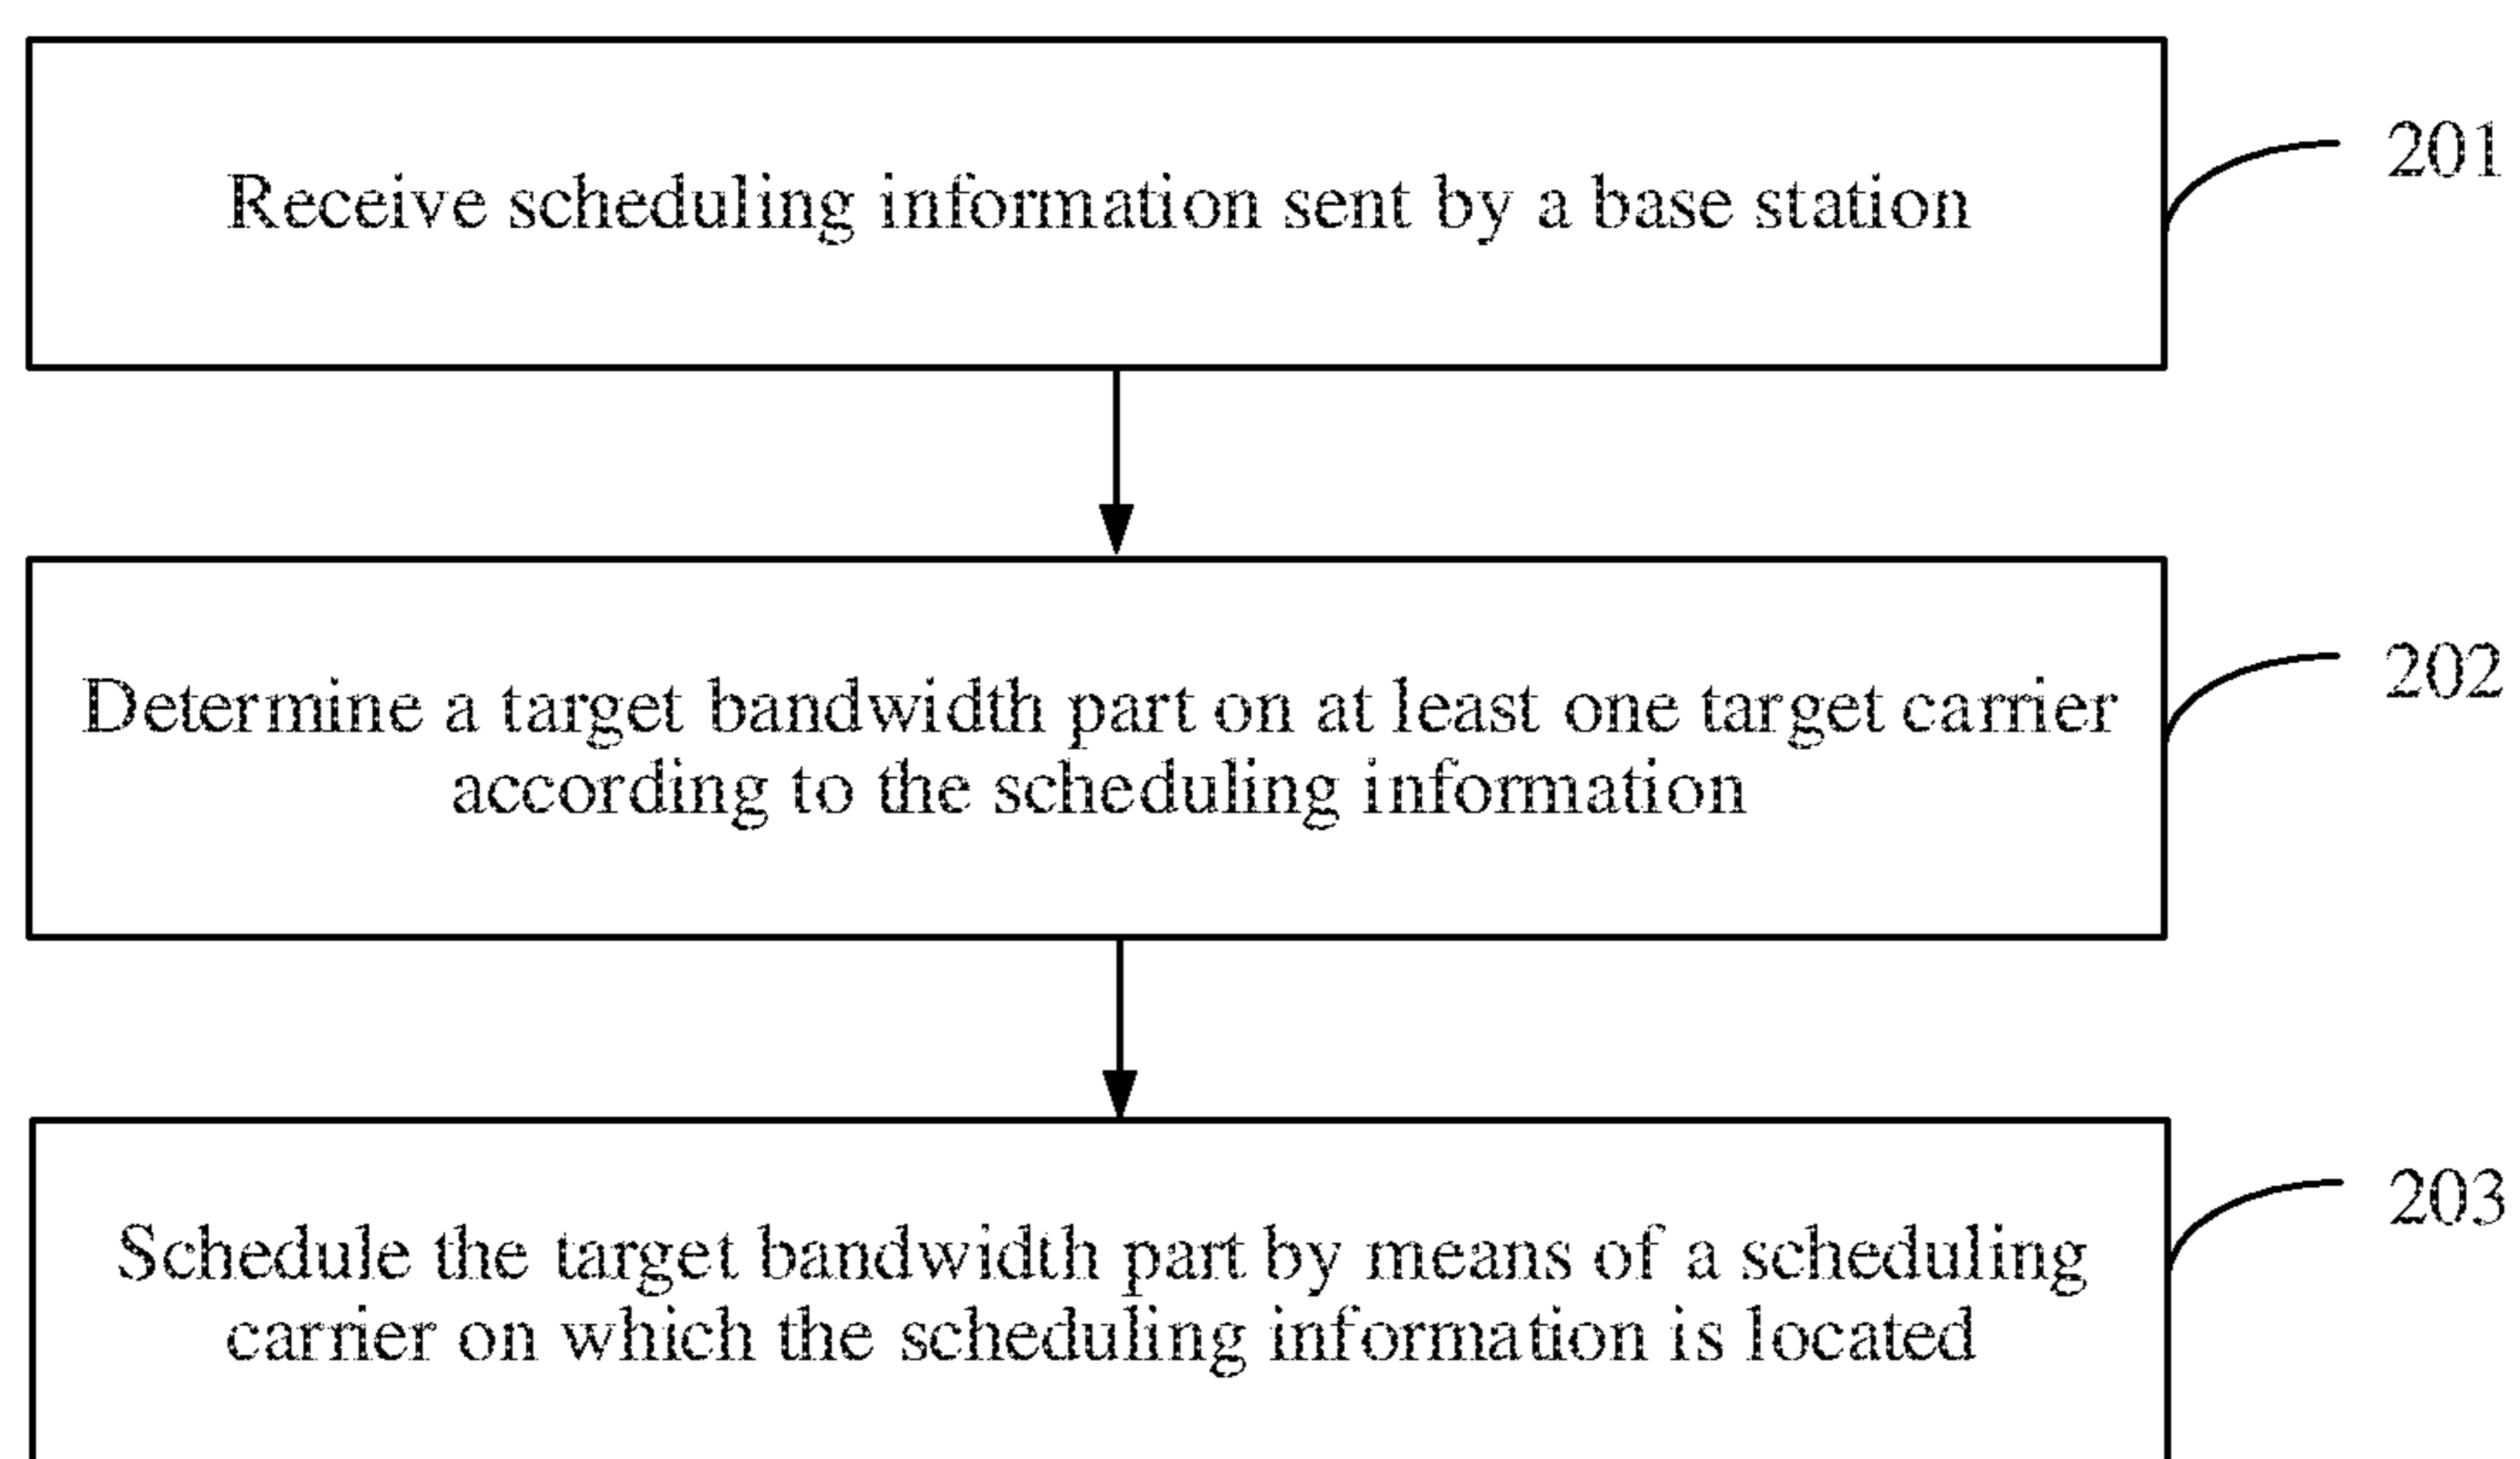 Receive scheduling information sent by a base station
201
Determine a target bandwidth part on at least one target carrier
according to the scheduling information
202
Schedule the target bandwidth part by means of a scheduling
carrier on which the scheduling information is located
203